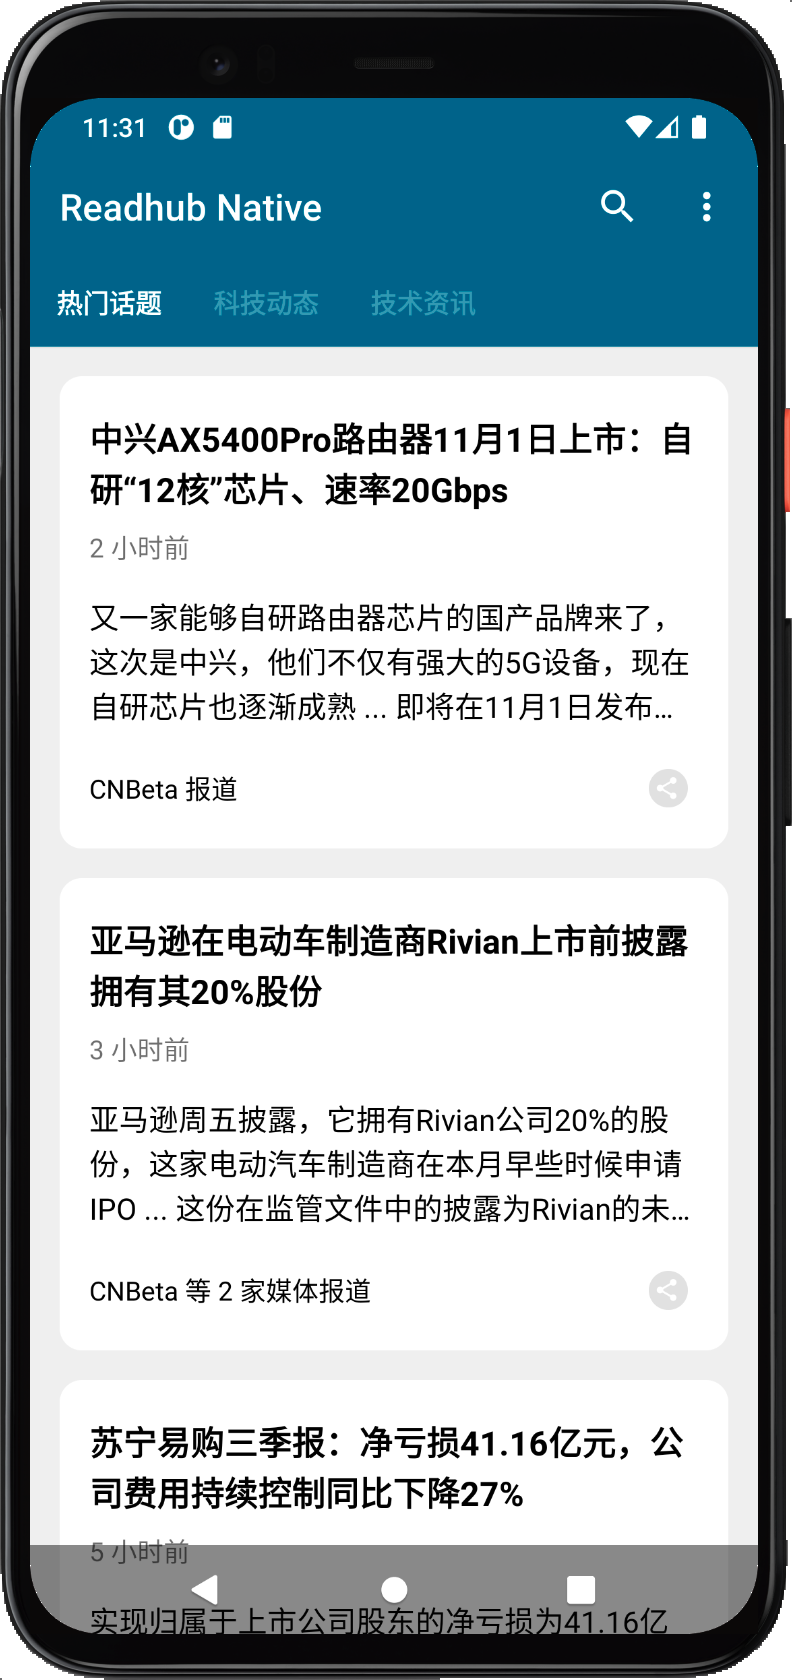 11:31
Readhub Native
热门话题 科技动态 技术资讯
中兴AX5400Pro路由器11月1日上市：自
研“12核”芯片、速率20Gbps
2 小时前
又一家能够自研路由器芯片的国产品牌来了，
这次是中兴，他们不仅有强大的5G设备，现在
自研芯片也逐渐成熟 ... 即将在11月1日发布...
CNBeta 报道
亚马逊在电动车制造商Rivian上市前披露
拥有其20%股份
3 小时前
亚马逊周五披露，它拥有Rivian公司20%的股
份，这家电动汽车制造商在本月早些时候申请
IPO ... 这份在监管文件中的披露为Rivian的未...
CNBeta 等 2 家媒体报道
苏宁易购三季报：净亏损41.16亿元，公
司费用持续控制同比下降27%
5 小时前
实现归属于上市公司股东的净亏损为41.16亿